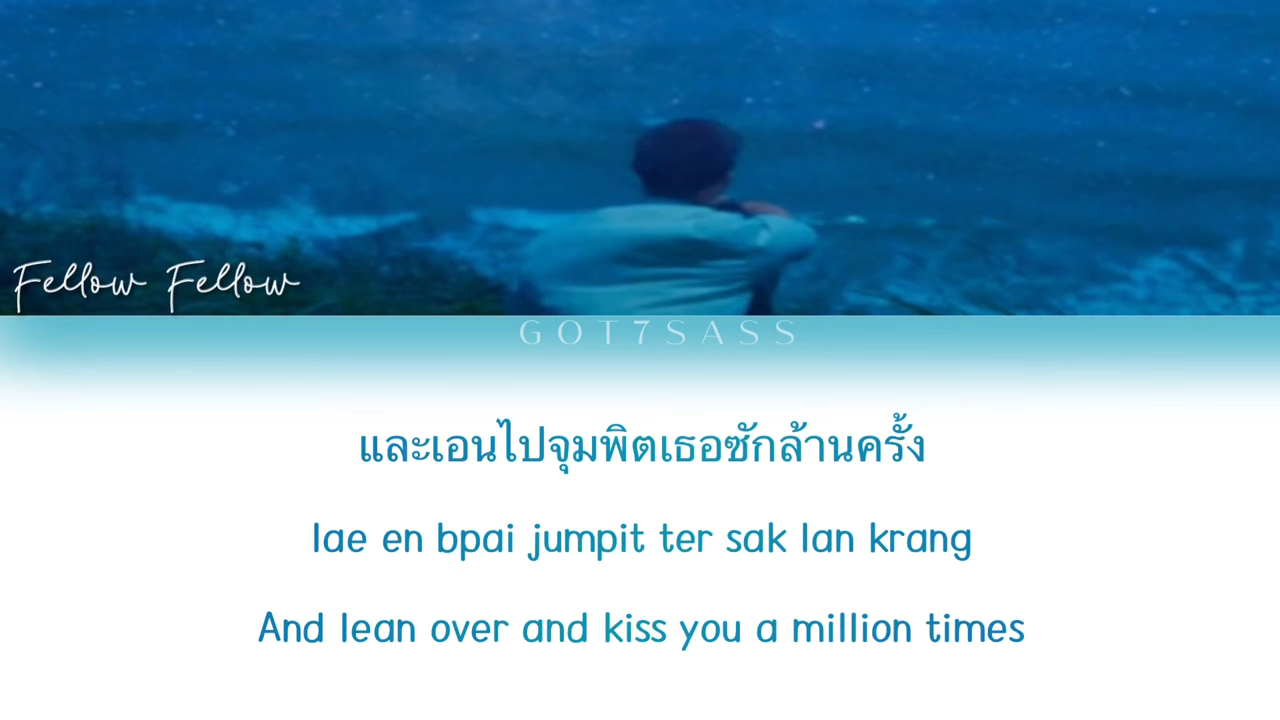 Fellow Fellow
GOT7SASS
และเอนไปจุมพิตเธอซักล้านครั้ง
lae en bpai jumpit ter sak lan krang
And lean over and kiss you a million times